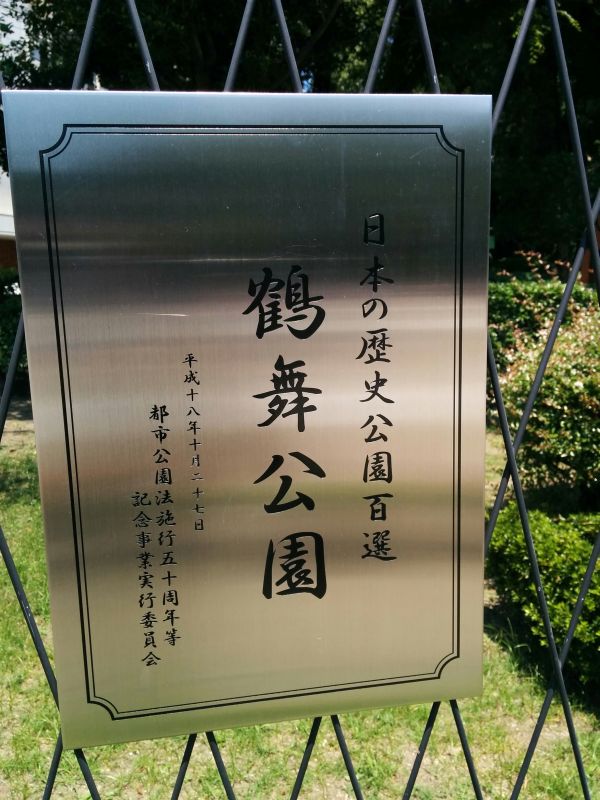 日本の歴史公園百選
鶴舞公園
平成十八年十月二十七日
都市公園法施行五十周年等
記念事業実行委員会